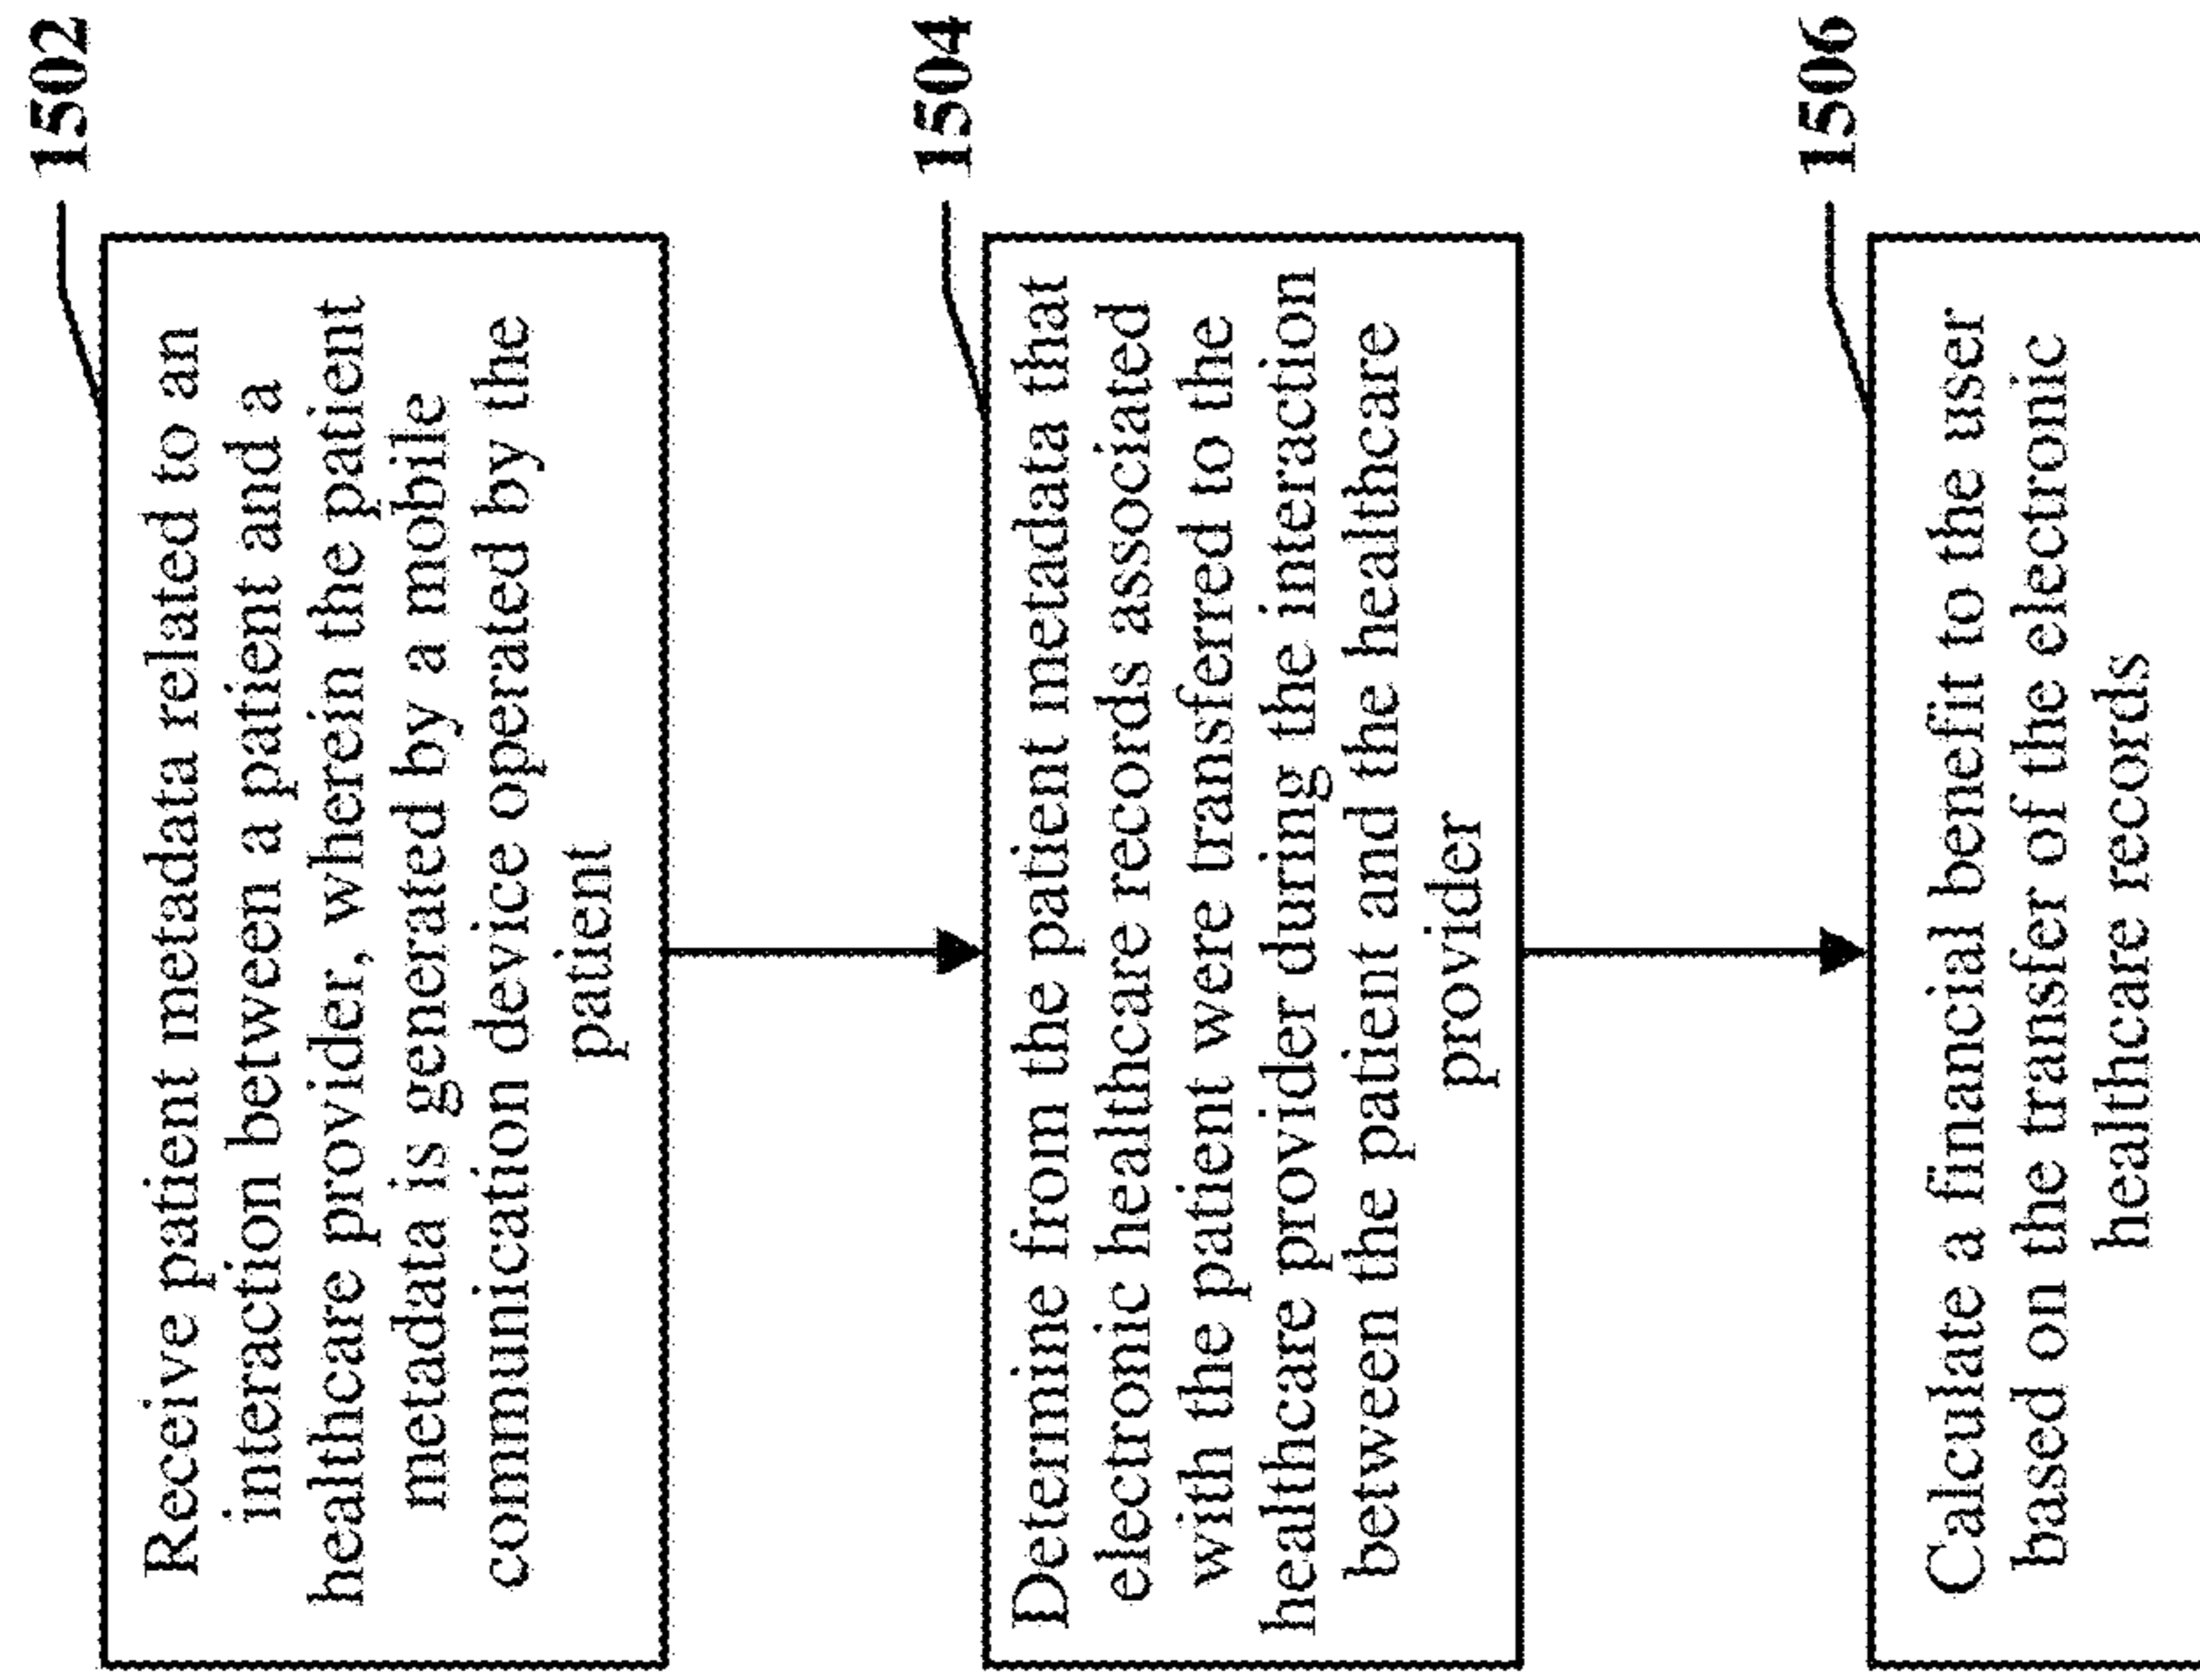 1502
Receive patient metadata related to an
interaction between a patient and a
healthcare provider, wherein the patient
metadata is generated by a mobile
communication device operated by the
patient
1504
Determine from the patient metadata that
electronic healthcare records associated
with the patient were transferred to the
healthcare provider during the interaction
between the patient and the healthcare
provider
1506
Calculate a financial benefit to the user
based on the transfer of the electronic
healthcare records